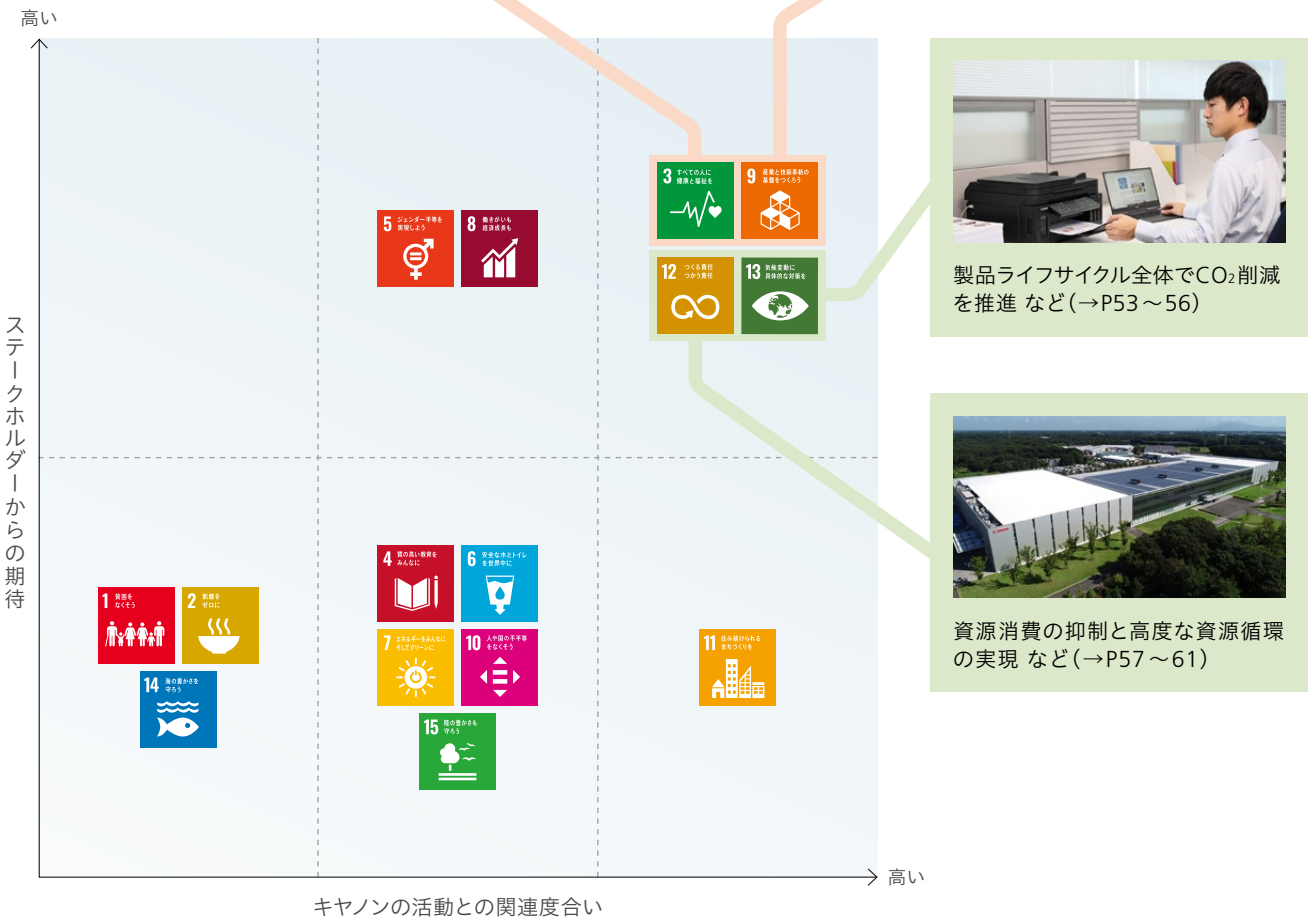 高い
3 すべての人に
健康と福祉を
9 産業と技術革新の
基盤をつくろう
5 ジェンダー平等を
実現しよう
8 働きがいも
経済成長も
12 つくる責任
つかう責任
13 気候変動に
具体的な対策を
製品ライフサイクル全体でCO₂削減
を推進 など(→P53～56)
ステークホルダーからの期待
4 質の高い教育を
みんなに
6 安全な水とトイレ
を世界中に
1 貧困を
なくそう
2 飢餓を
ゼロに
7 エネルギーをみんなに
そしてクリーンに
10 人や国の不平等
をなくそう
11 住み続けられる
まちづくりを
14 海の豊かさを
守ろう
15 陸の豊かさも
守ろう
Canon
資源消費の抑制と高度な資源循環
の実現 など(→P57～61)
高い
キヤノンの活動との関連度合い